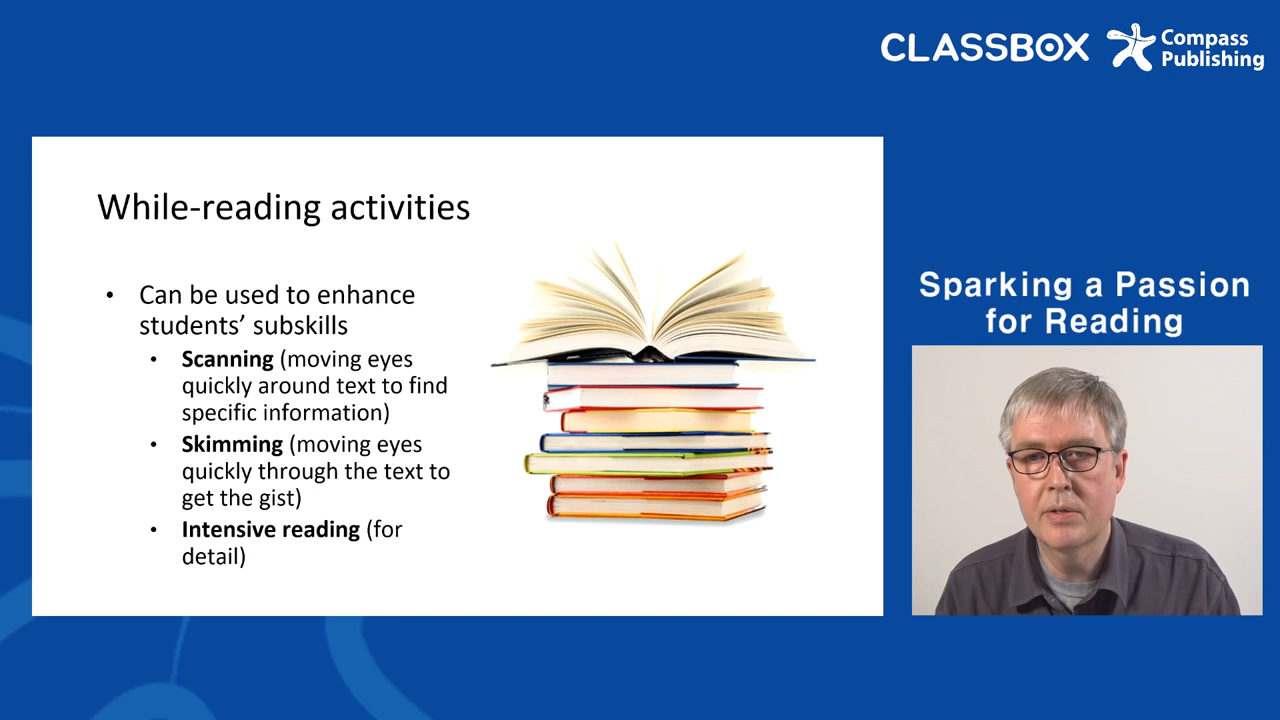 CLASSBOX
Compass
Publishing
While-reading activities
• Can be used to enhance
students’ subskills
• Scanning (moving eyes
quickly around text to find
specific information)
• Skimming (moving eyes
quickly through the text to
get the gist)
• Intensive reading (for
detail)
Sparking a Passion
for Reading